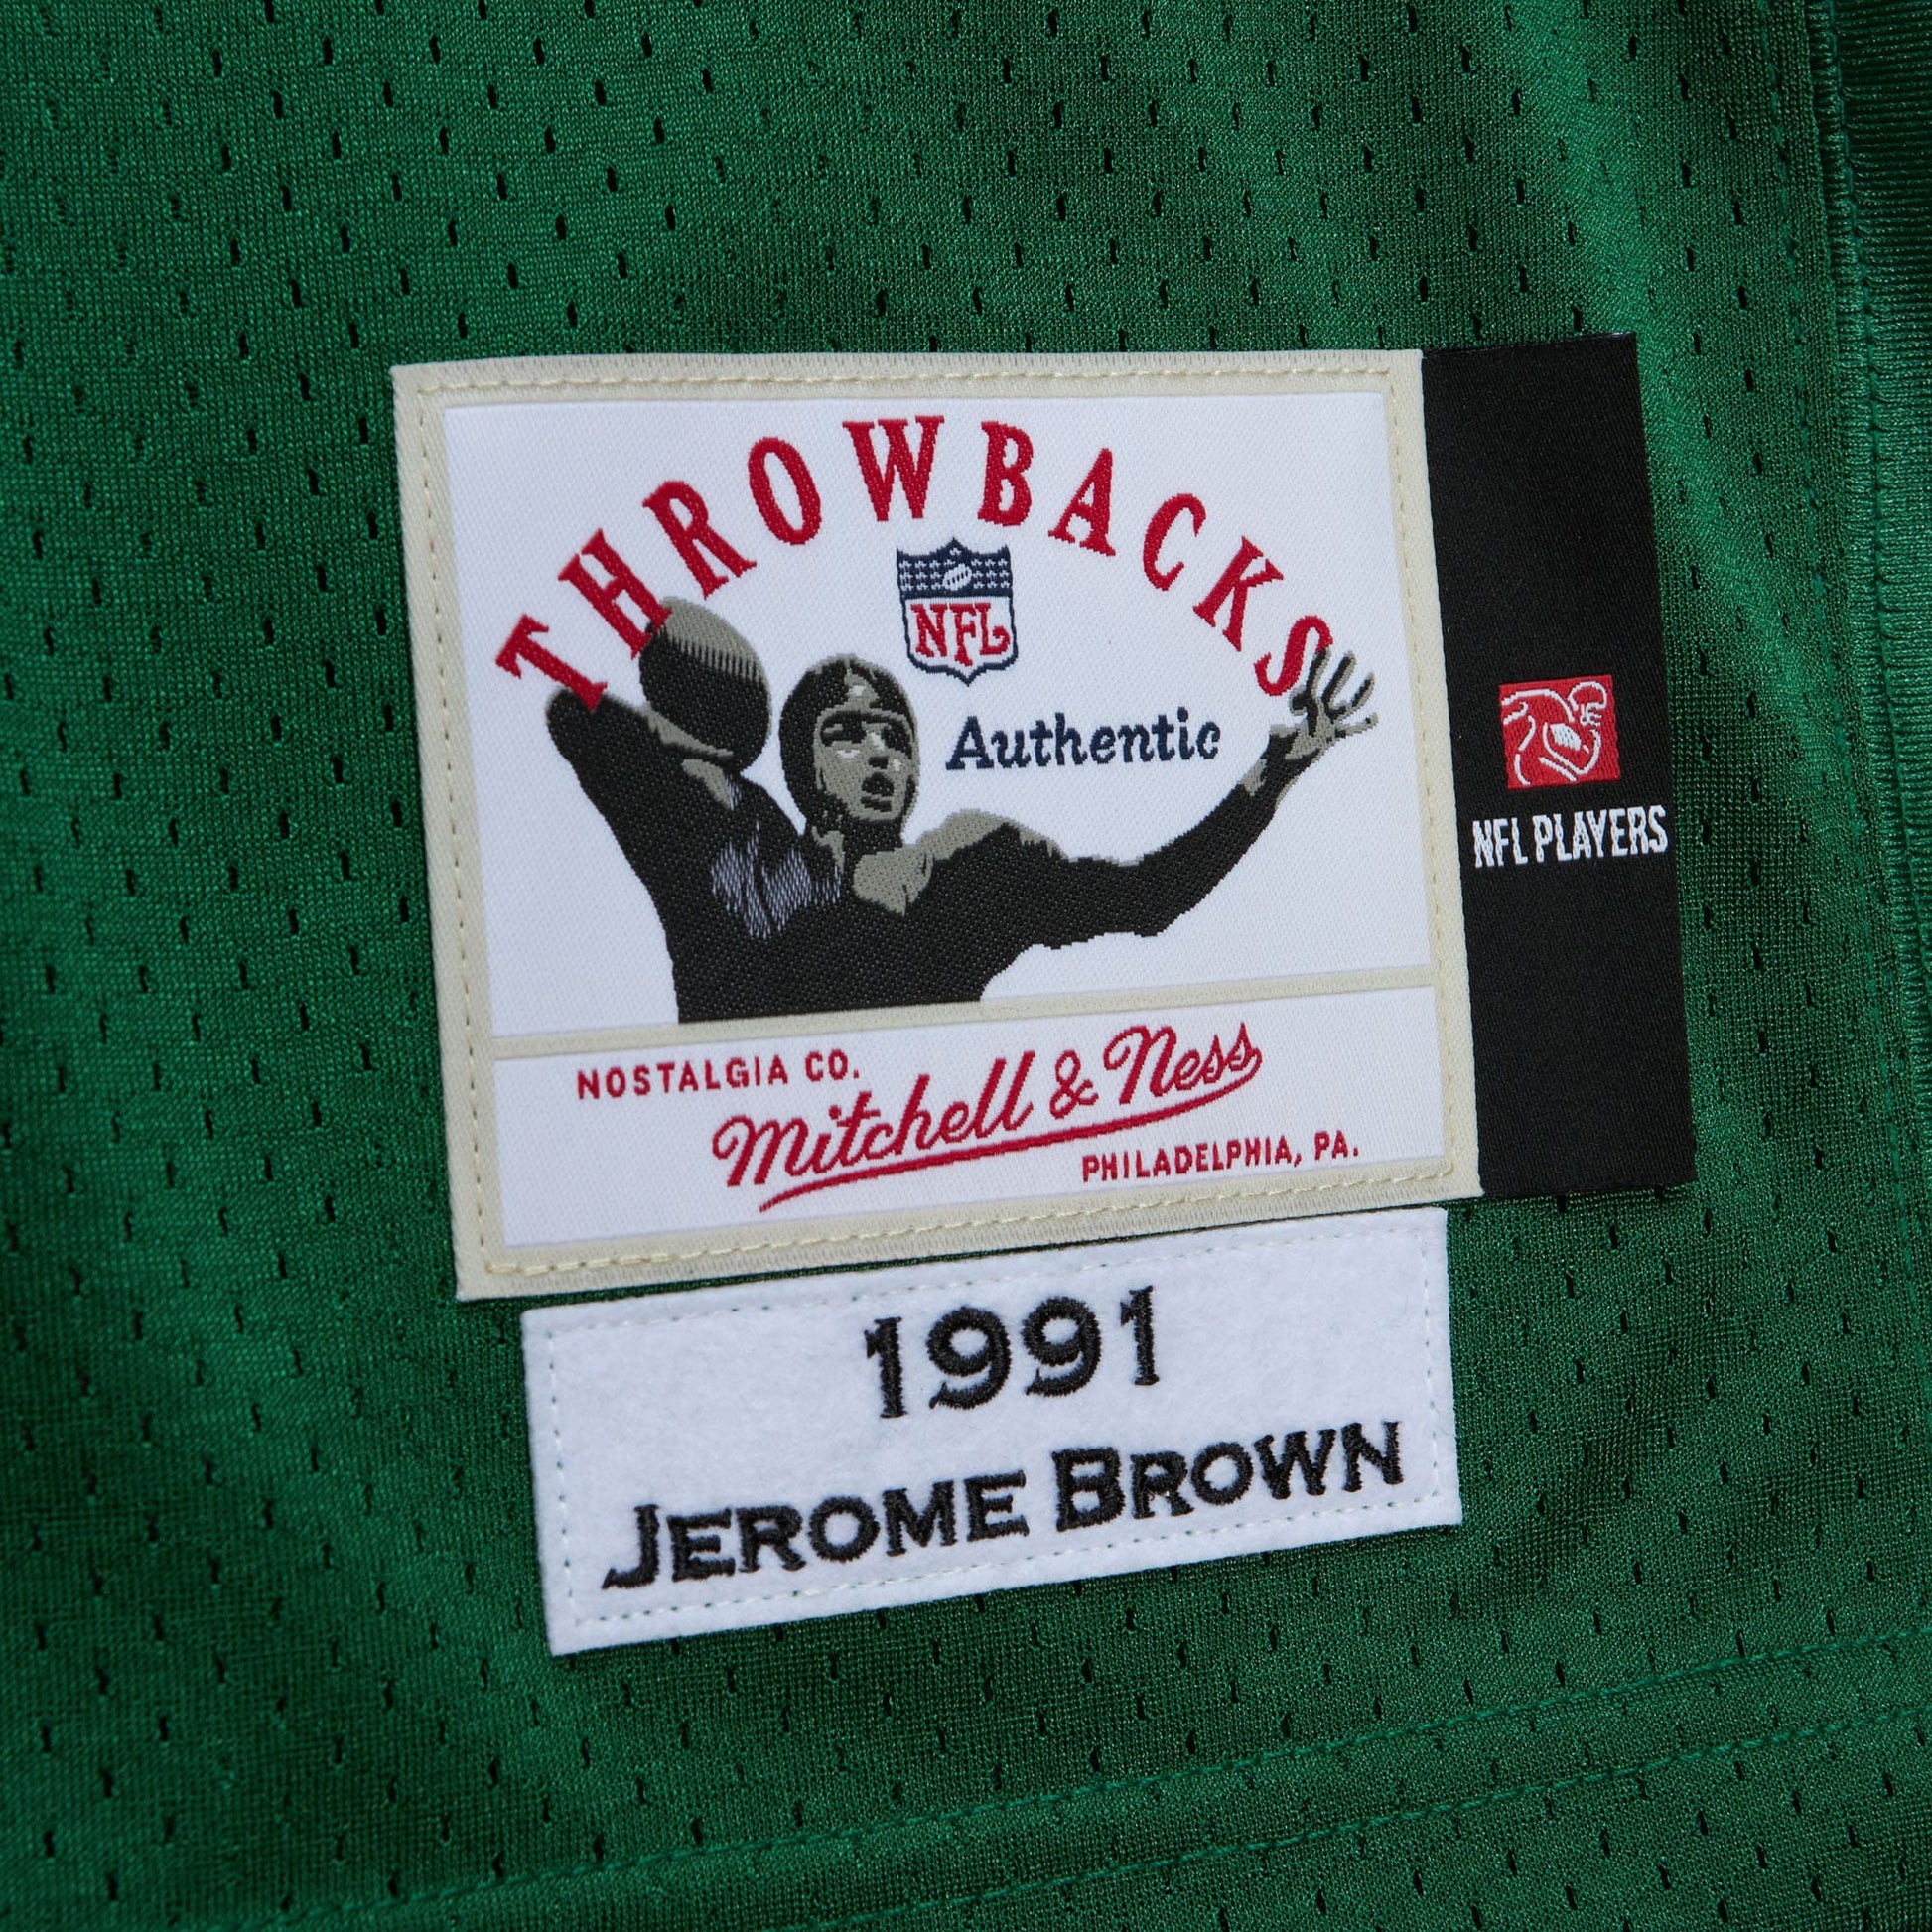 THROWBACKS
NFL
Authentic
NFL PLAYERS
NOSTALGIA CO.
Mitchell & Ness
PHILADELPHIA, PA.
1991
JEROME BROWN